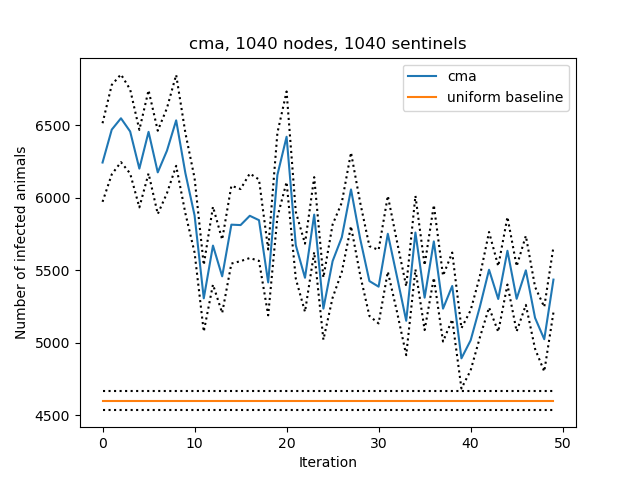 cma, 1040 nodes, 1040 sentinels
cma
uniform baseline
Number of infected animals
6500
6000
5500
5000
4500
0 10 20 30 40 50
Iteration